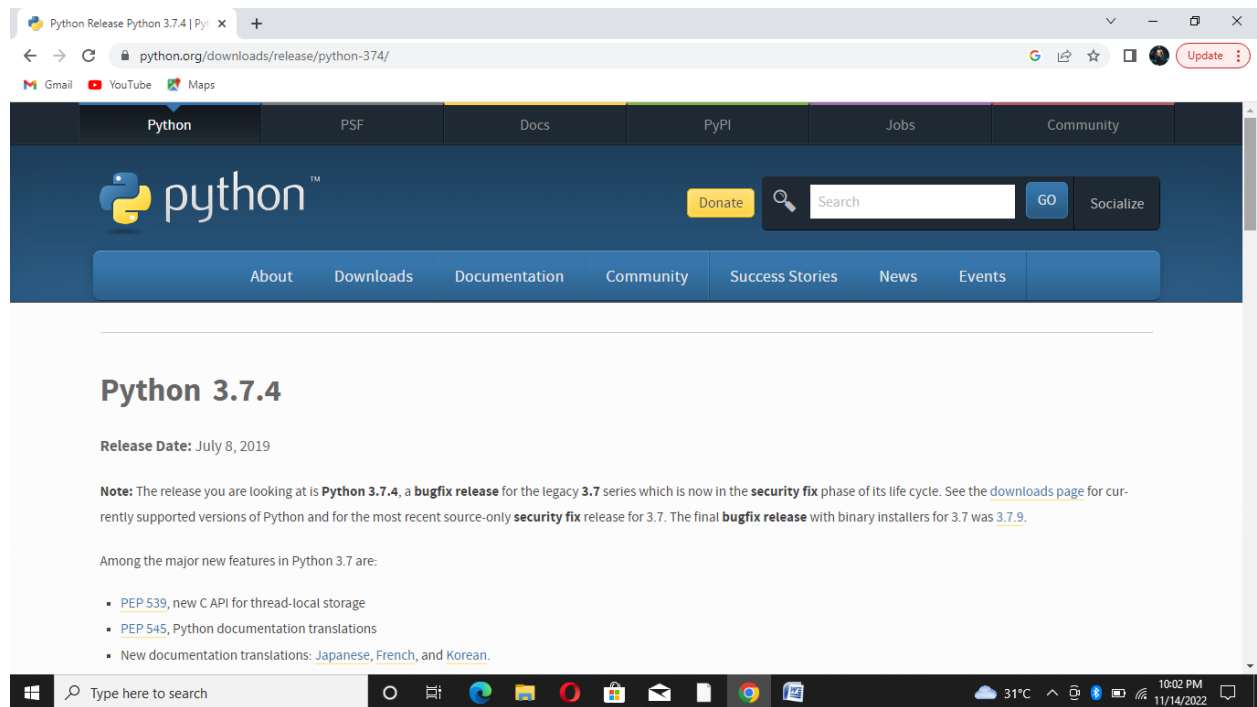 Python Release Python 3.7.4 | Pyt
python.org/downloads/release/python-374/
Update
Gmail YouTube Maps
Python PSF Docs PyPI Jobs Community
python™
Donate Search GO Socialize
About Downloads Documentation Community Success Stories News Events
Python 3.7.4
Release Date: July 8, 2019
Note: The release you are looking at is Python 3.7.4, a bugfix release for the legacy 3.7 series which is now in the security fix phase of its life cycle. See the downloads page for cur-
rently supported versions of Python and for the most recent source-only security fix release for 3.7. The final bugfix release with binary installers for 3.7 was 3.7.9.
Among the major new features in Python 3.7 are:
▪ PEP 539, new C API for thread-local storage
▪ PEP 545, Python documentation translations
▪ New documentation translations: Japanese, French, and Korean.
Type here to search
31°C
10:02 PM
11/14/2022